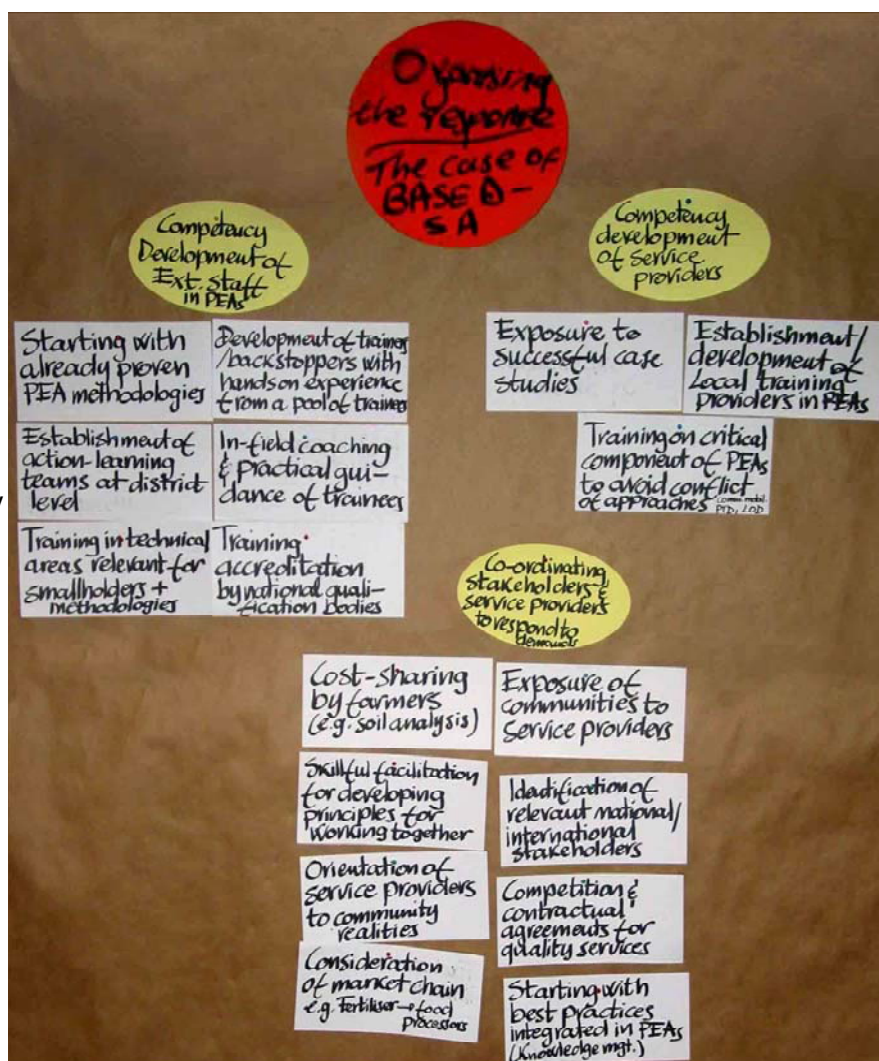 Organising
the response
The case of
BASED-
SA
Competency
Development of
Ext. Staff
in PEAs
Starting with
already proven
PEA methodologies
Development of trainers
/backstoppers with
hands on experience
from a pool of trainees
Establishment of
action-learning
teams at district
level
In-field coaching
& practical gui-
dance of trainees
Training in technical
areas relevant for
smallholders +
methodologies
Training
accreditation
by national quali-
fication bodies
Competency
development
of Service
providers
Exposure to
successful case
studies
Establishment/
development of
Local training
providers in PEAs
Training on critical
component of PEAs
to avoid conflict
of approaches comm. mobil.
PTD, LOD
Co-ordinating
stakeholders &
service providers
to respond to
demands
Cost-sharing
by farmers
(e.g. soil analysis)
Exposure of
communities to
service providers
Skillful facilitation
for developing
principles for
working together
Identification of
relevant national/
international
stakeholders
Orientation of
service providers
to community
realities
Competition &
contractual
agreements for
quality services
Consideration
of market chain
e.g. Fertiliser → food
processors
Starting with
best practices
integrated in PEAs
(Knowledge mgt.)